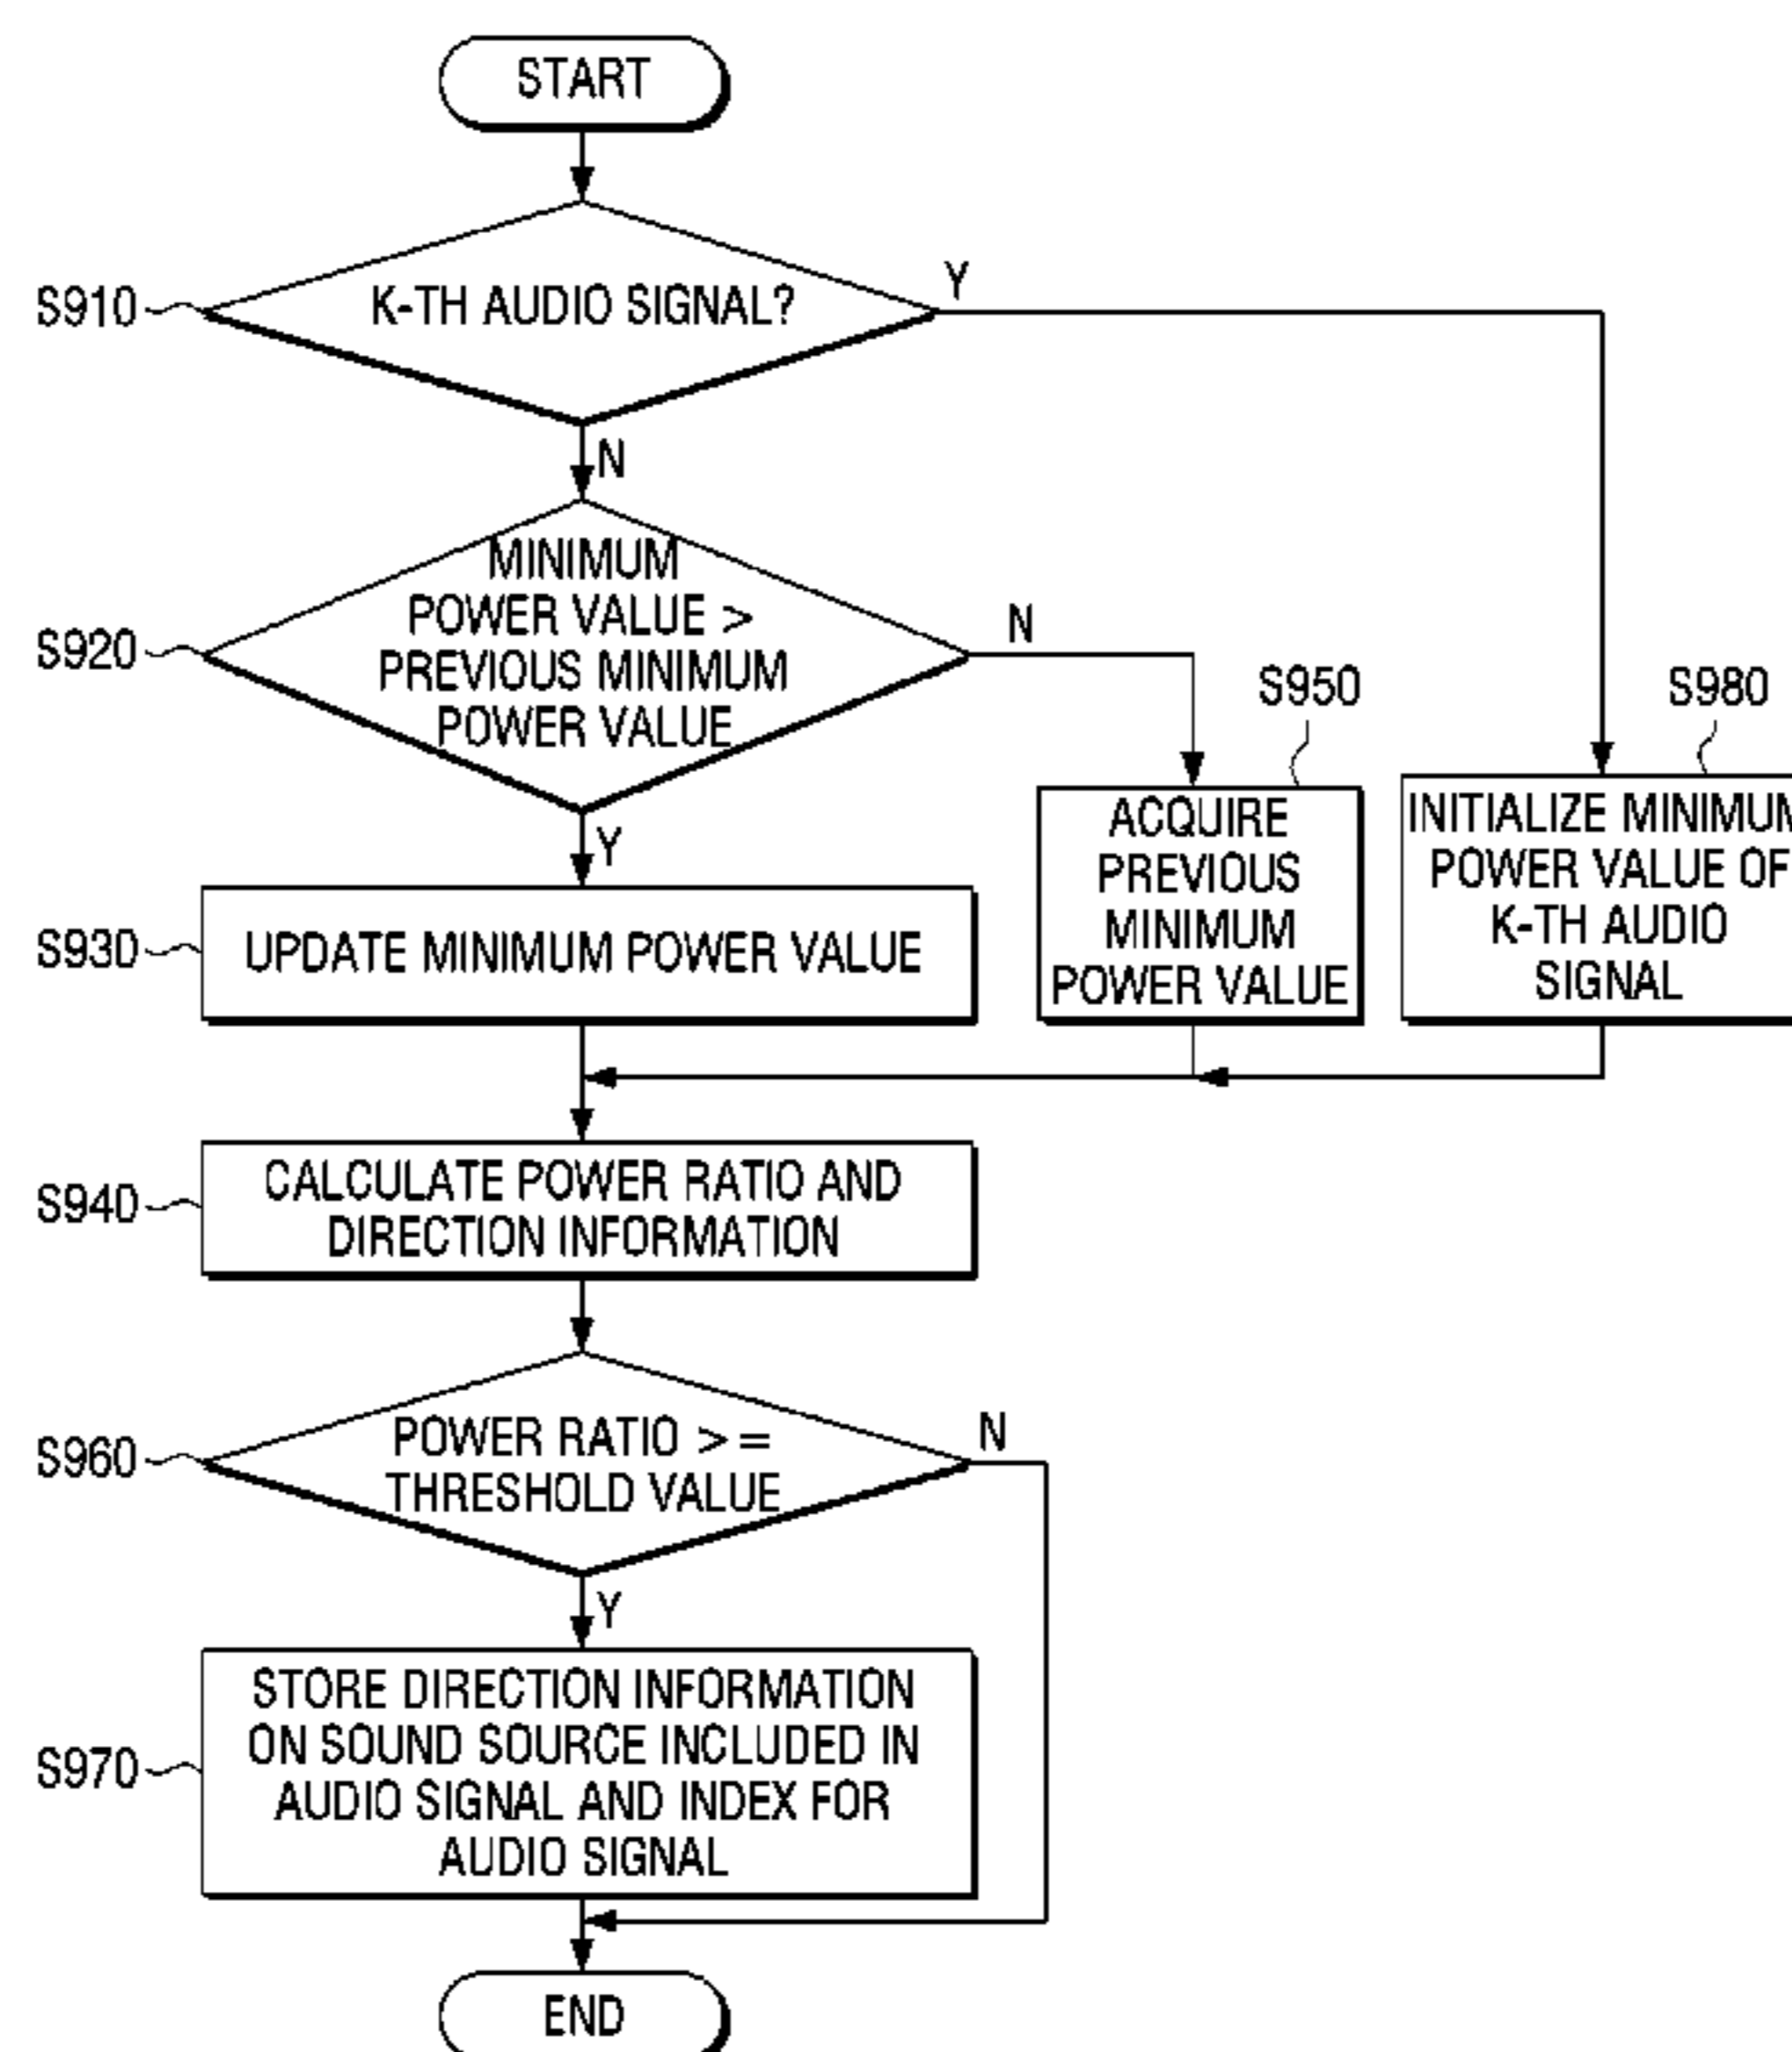 START
S910
K-TH AUDIO SIGNAL?
Y
N
S920
MINIMUM
POWER VALUE >
PREVIOUS MINIMUM
POWER VALUE
N
Y
S950
ACQUIRE
PREVIOUS
MINIMUM
POWER VALUE
S980
INITIALIZE MINIMUM
POWER VALUE OF
K-TH AUDIO
SIGNAL
S930
UPDATE MINIMUM POWER VALUE
S940
CALCULATE POWER RATIO AND
DIRECTION INFORMATION
S960
POWER RATIO >=
THRESHOLD VALUE
N
Y
S970
STORE DIRECTION INFORMATION
ON SOUND SOURCE INCLUDED IN
AUDIO SIGNAL AND INDEX FOR
AUDIO SIGNAL
END